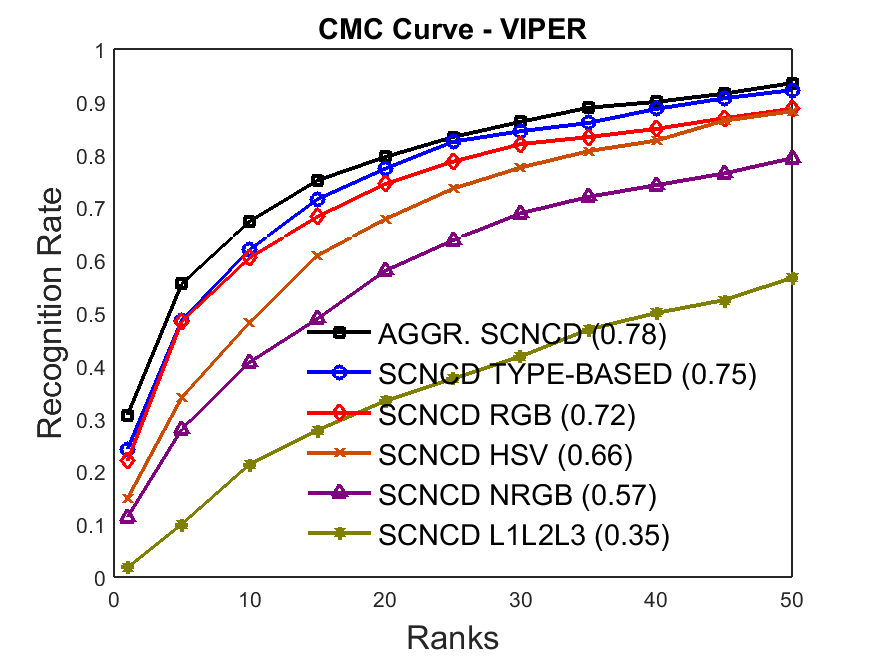 CMC Curve - VIPER
Recognition Rate
1
0.9
0.8
0.7
0.6
0.5
0.4
0.3
0.2
0.1
0
AGGR. SCNCD (0.78)
SCNCD TYPE-BASED (0.75)
SCNCD RGB (0.72)
SCNCD HSV (0.66)
SCNCD NRGB (0.57)
SCNCD L1L2L3 (0.35)
0 10 20 30 40 50
Ranks